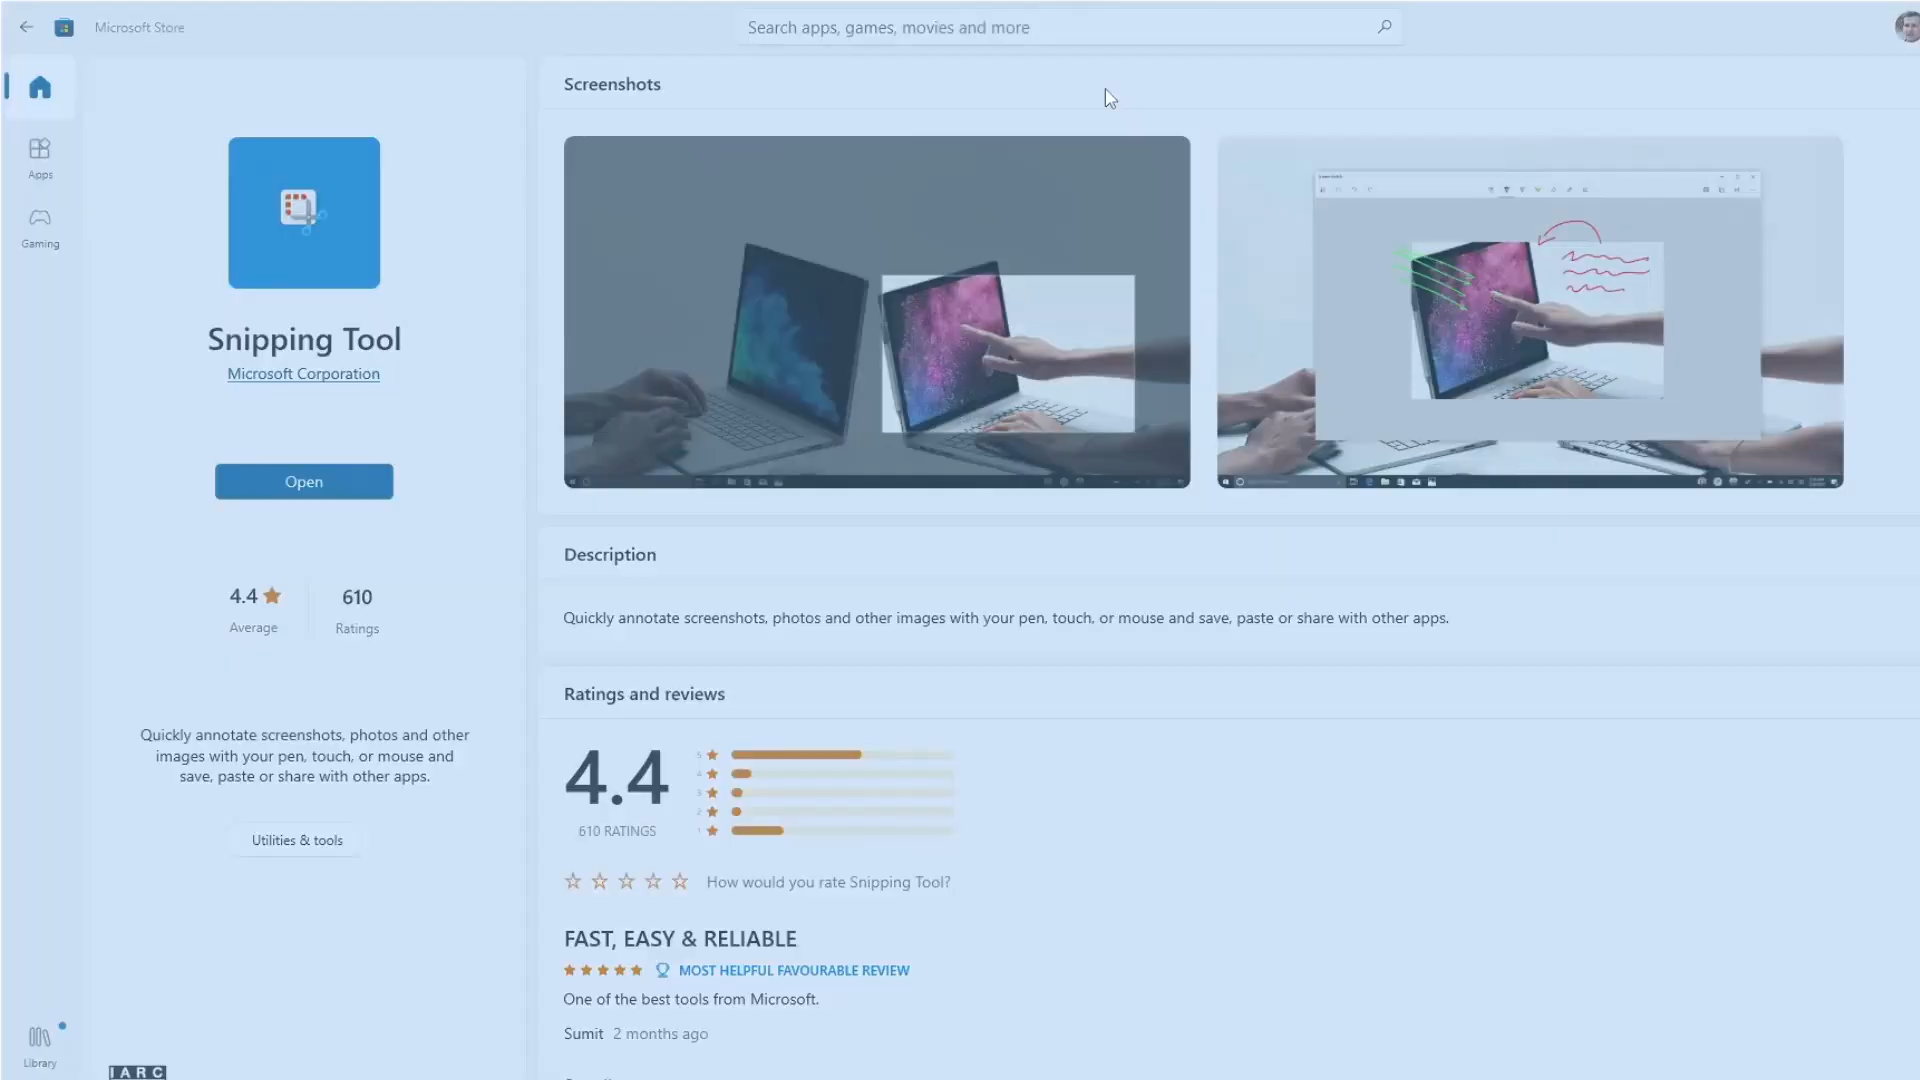 Microsoft Store
Search apps, games, movies and more
Apps
Gaming
Library
Snipping Tool
Microsoft Corporation
Open
4.4
Average
610
Ratings
Quickly annotate screenshots, photos and other
images with your pen, touch, or mouse and
save, paste or share with other apps.
Utilities & tools
IARC
Screenshots
Description
Quickly annotate screenshots, photos and other images with your pen, touch, or mouse and save, paste or share with other apps.
Ratings and reviews
4.4
610 RATINGS
5
4
3
2
1
How would you rate Snipping Tool?
FAST, EASY & RELIABLE
MOST HELPFUL FAVOURABLE REVIEW
One of the best tools from Microsoft.
Sumit 2 months ago